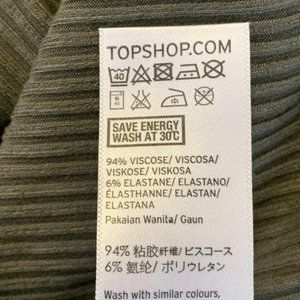 TOPSHOP.COM
40
SAVE ENERGY
WASH AT 30°C
94% VISCOSE/ VISCOSA/
VISKOSE/ VISKOSA
6% ELASTANE/ ELASTANO/
ÉLASTHANNE/ ELASTAN/
ELASTANA
Pakaian Wanita/ Gaun
94% 粘胶纤维/ ビスコース
6% 氨纶/ ポリウレタン
Wash with similar colours,